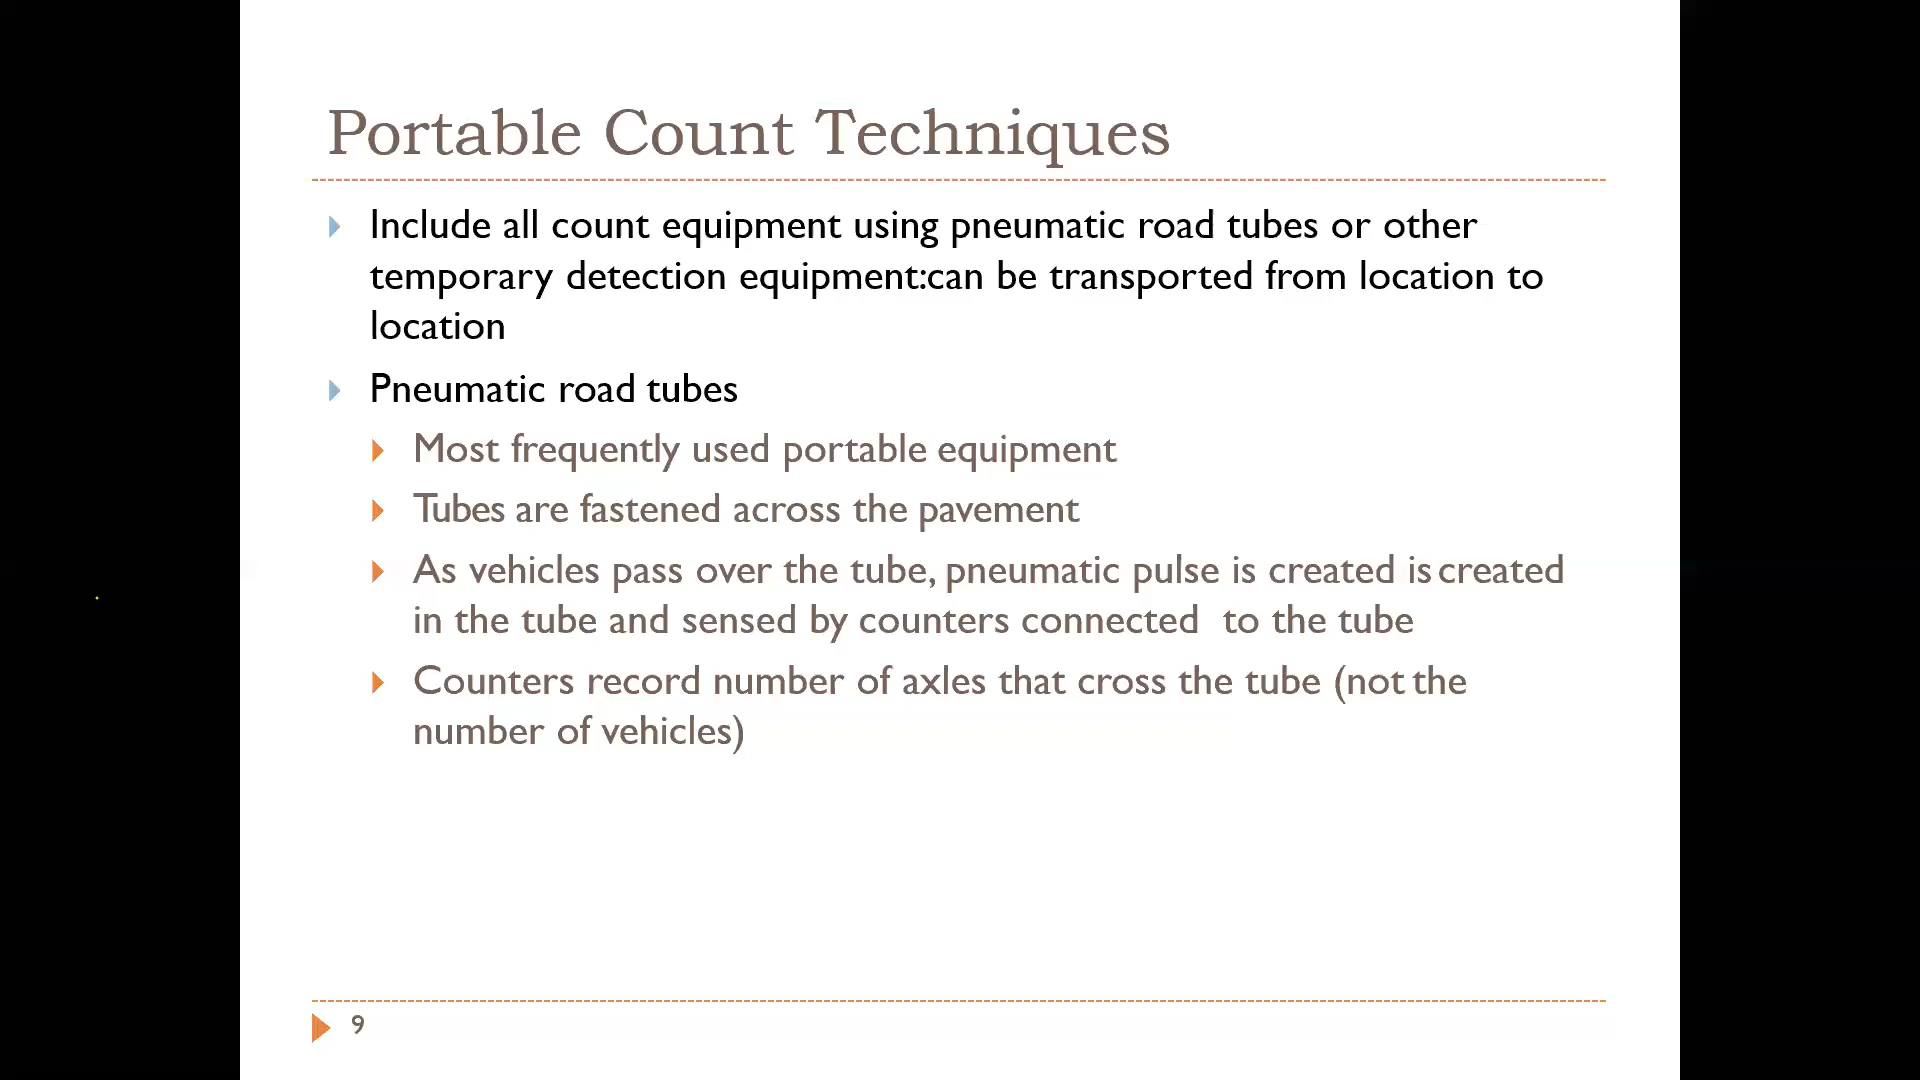 Portable Count Techniques
Include all count equipment using pneumatic road tubes or other
temporary detection equipment:can be transported from location to
location
Pneumatic road tubes
Most frequently used portable equipment
Tubes are fastened across the pavement
As vehicles pass over the tube, pneumatic pulse is created is created
in the tube and sensed by counters connected  to the tube
Counters record number of axles that cross the tube (not the
number of vehicles)
9